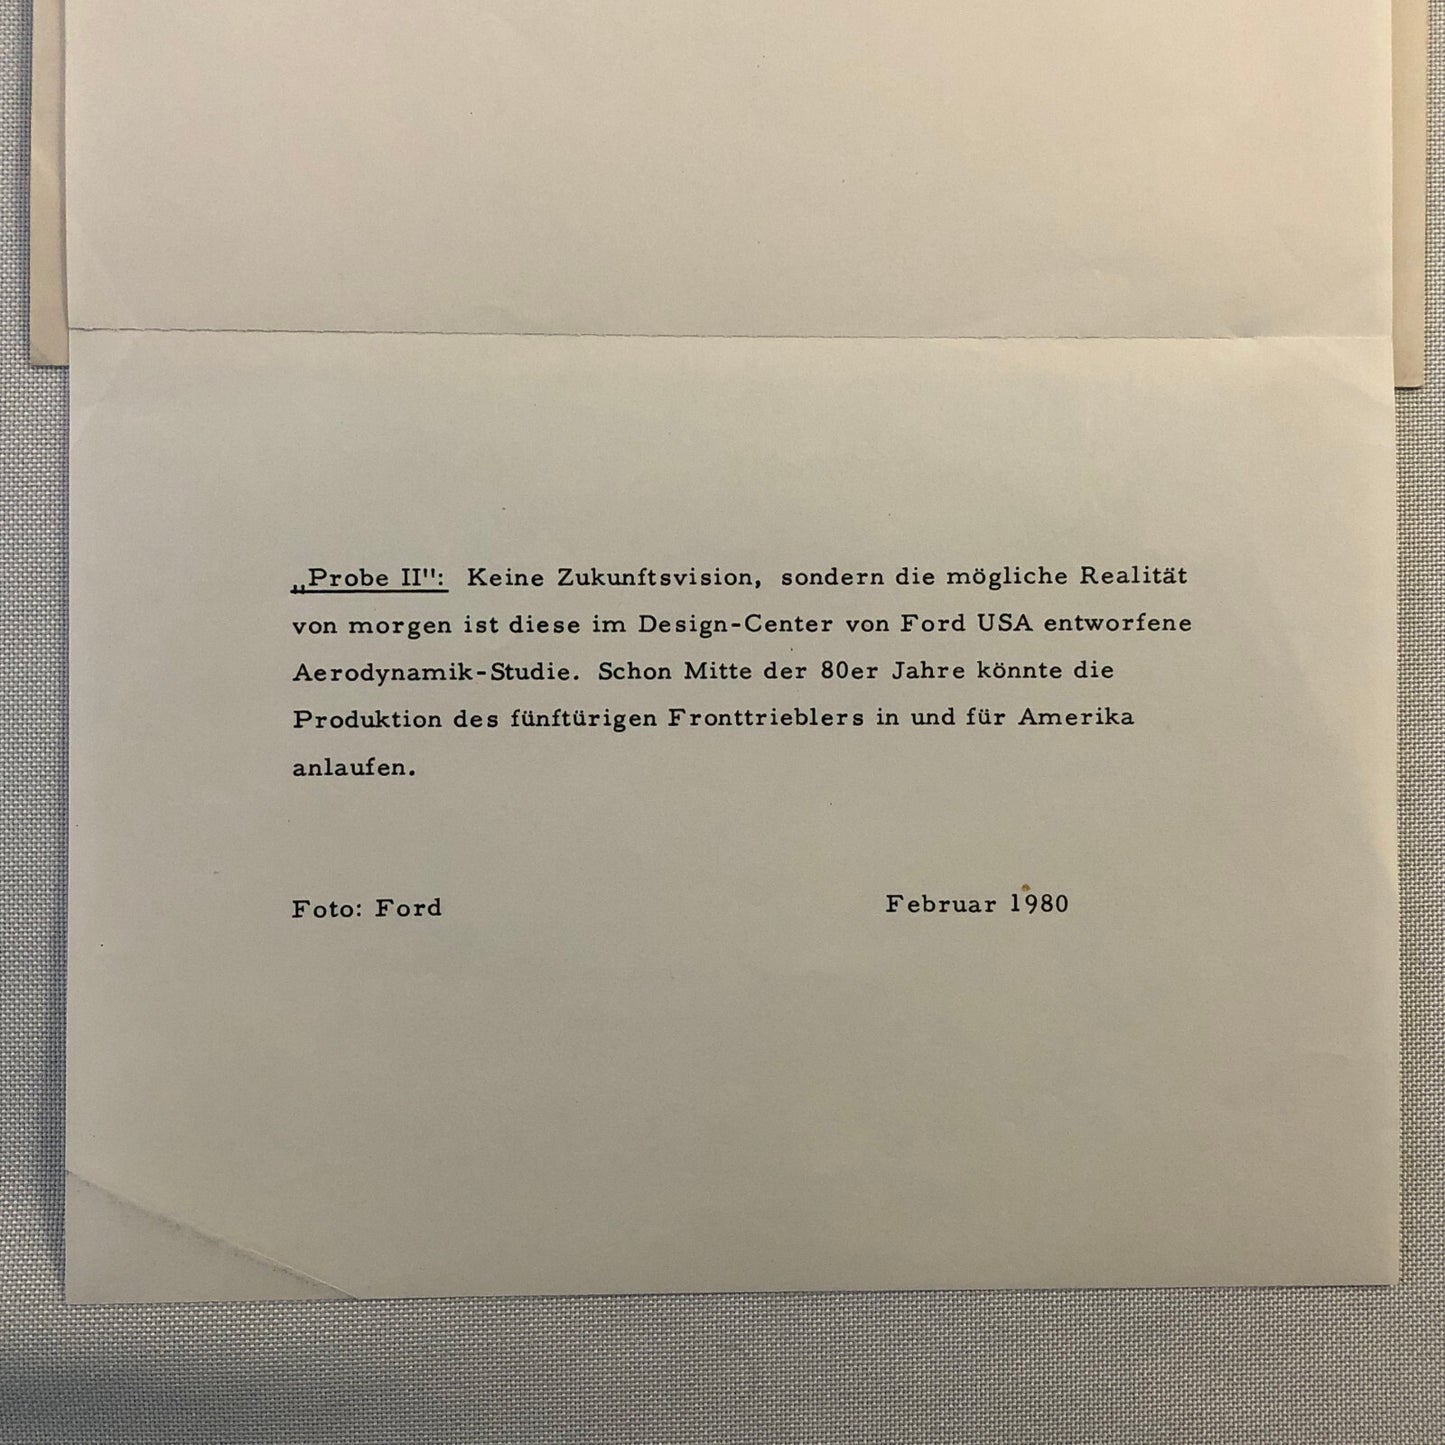 „Probe II": Keine Zukunftsvision, sondern die mögliche Realität
von morgen ist diese im Design-Center von Ford USA entworfene
Aerodynamik-Studie. Schon Mitte der 80er Jahre könnte die
Produktion des fünftürigen Fronttrieblers in und für Amerika
anlaufen.
Foto: Ford Februar 1980